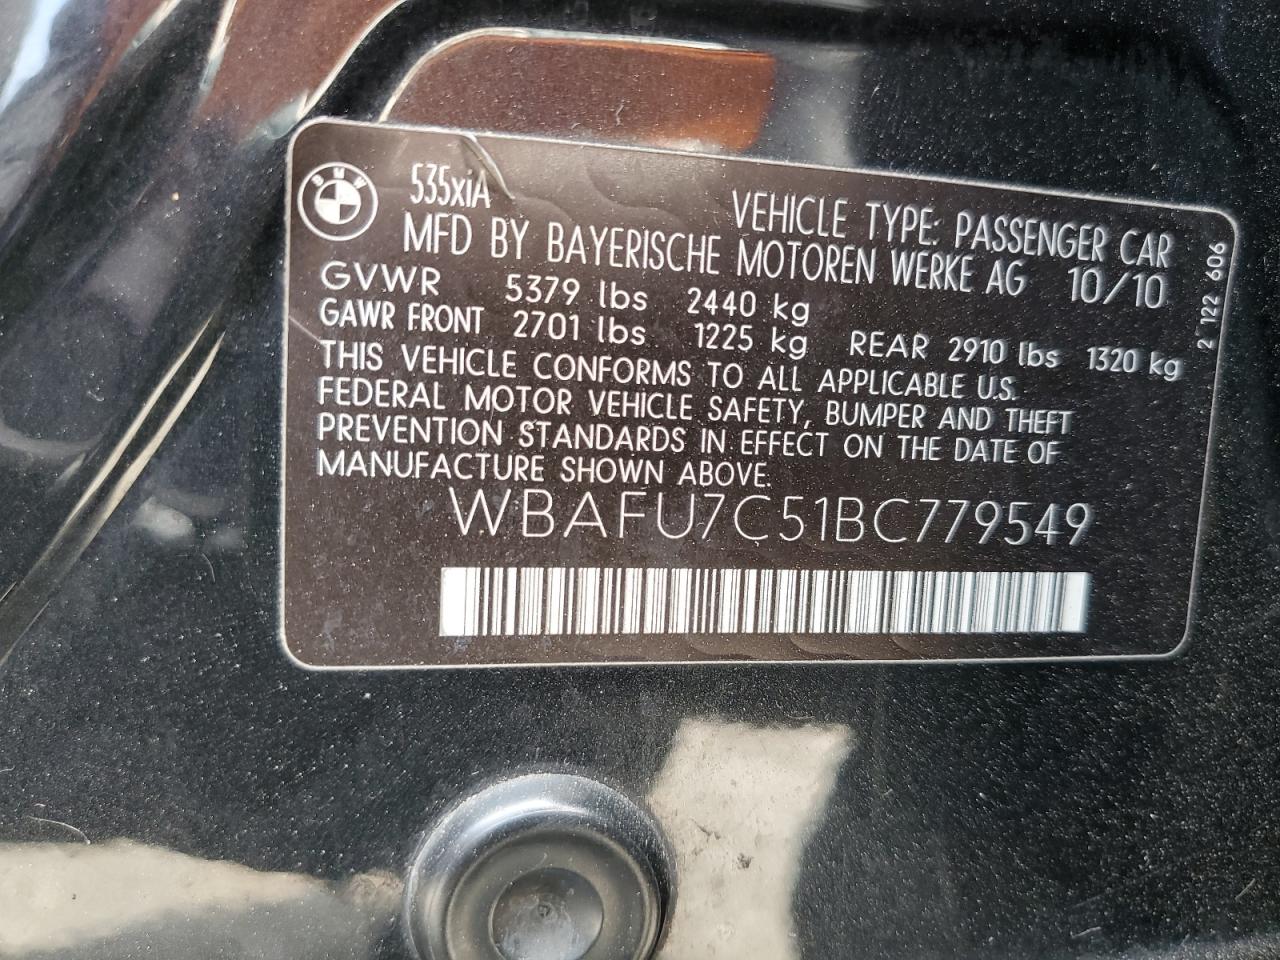 BMW
535xiA
VEHICLE TYPE: PASSENGER CAR
MFD BY BAYERISCHE MOTOREN WERKE AG 10/10
GVWR 5379 lbs 2440 kg
GAWR FRONT 2701 lbs 1225 kg REAR 2910 lbs 1320 kg
THIS VEHICLE CONFORMS TO ALL APPLICABLE U.S.
FEDERAL MOTOR VEHICLE SAFETY, BUMPER AND THEFT
PREVENTION STANDARDS IN EFFECT ON THE DATE OF
MANUFACTURE SHOWN ABOVE.
WBAFU7C51BC779549
2 122 606